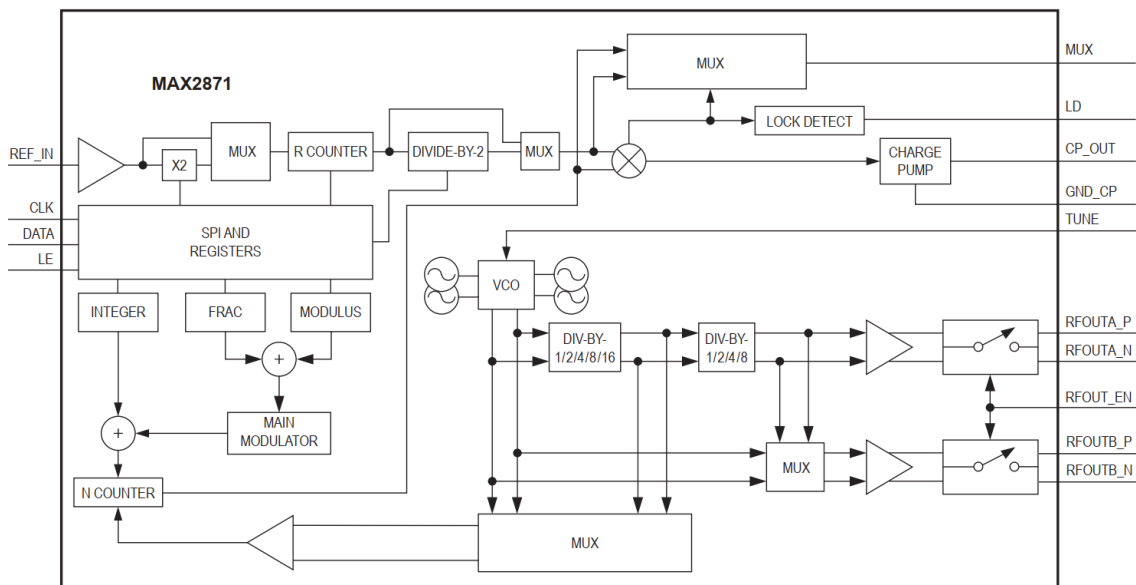 MAX2871
MUX
MUX
LD
LOCK DETECT
REF_IN
X2
MUX
R COUNTER
DIVIDE-BY-2
MUX
CHARGE
PUMP
CP_OUT
GND_CP
CLK
DATA
LE
SPI AND
REGISTERS
TUNE
VCO
INTEGER
FRAC
MODULUS
DIV-BY-
1/2/4/8/16
DIV-BY-
1/2/4/8
RFOUTA_P
RFOUTA_N
+
RFOUT_EN
+
MAIN
MODULATOR
MUX
RFOUTB_P
RFOUTB_N
N COUNTER
MUX